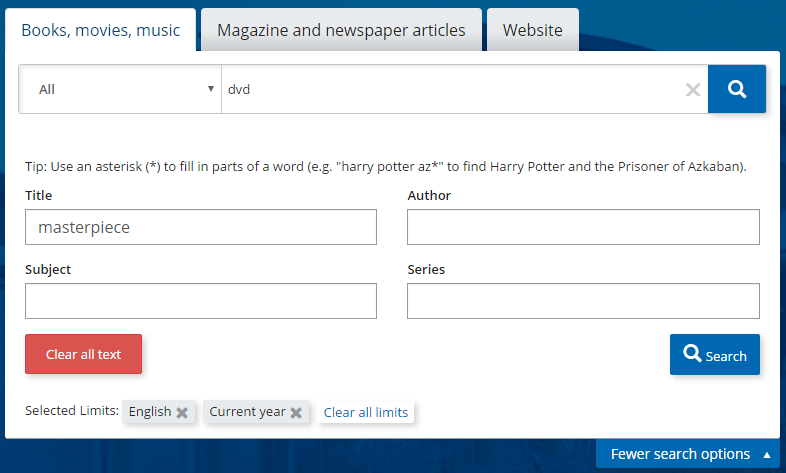 Books, movies, music
Magazine and newspaper articles
Website
All
dvd
Tip: Use an asterisk (*) to fill in parts of a word (e.g. "harry potter az*" to find Harry Potter and the Prisoner of Azkaban).
Title
Author
masterpiece
Subject
Series
Clear all text
Search
Selected Limits: English Current year Clear all limits
Fewer search options